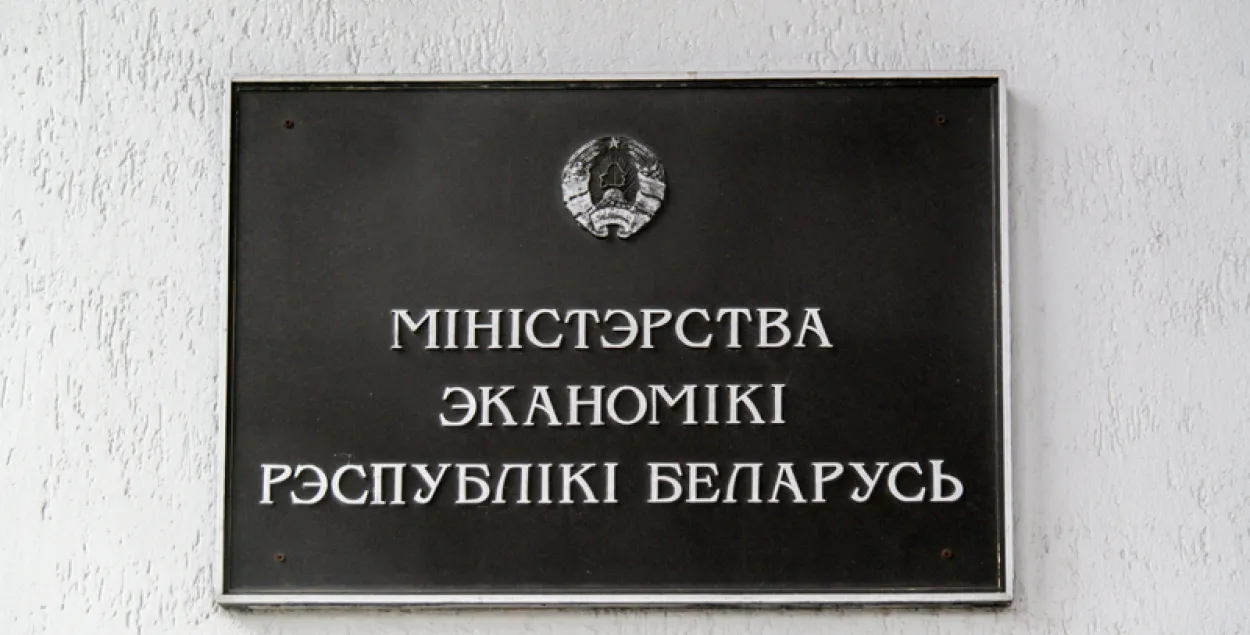 МІНІСТЭРСТВА
ЭКАНОМІКІ
РЭСПУБЛІКІ БЕЛАРУСЬ